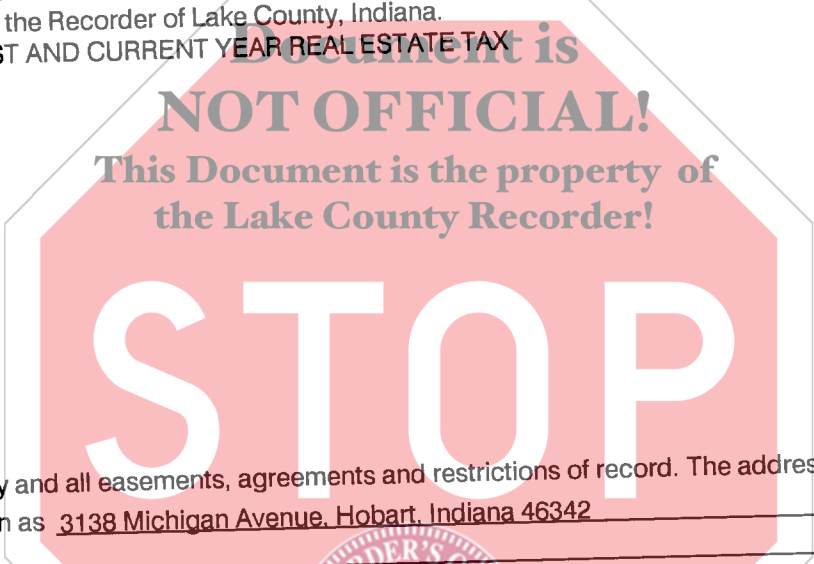 the Recorder of Lake County, Indiana.
ST AND CURRENT YEAR REAL ESTATE TAX
Document is
NOT OFFICIAL!
This Document is the property of
the Lake County Recorder!
STOP
y and all easements, agreements and restrictions of record. The addres
n as 3138 Michigan Avenue, Hobart, Indiana 46342
RDER'S